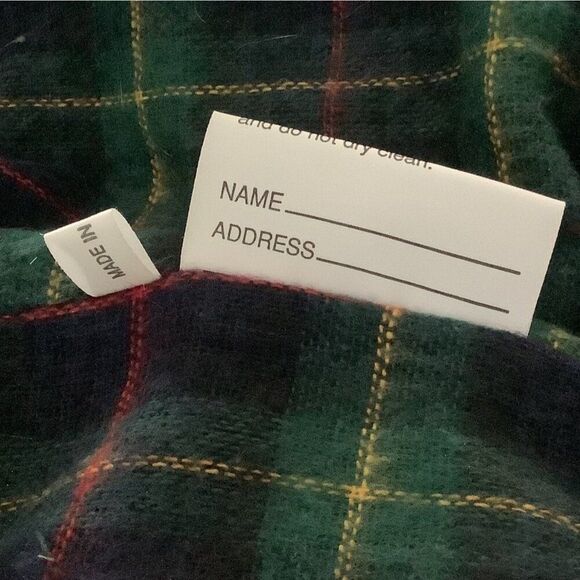 and do not dry clean.
NAME
ADDRESS
MADE IN